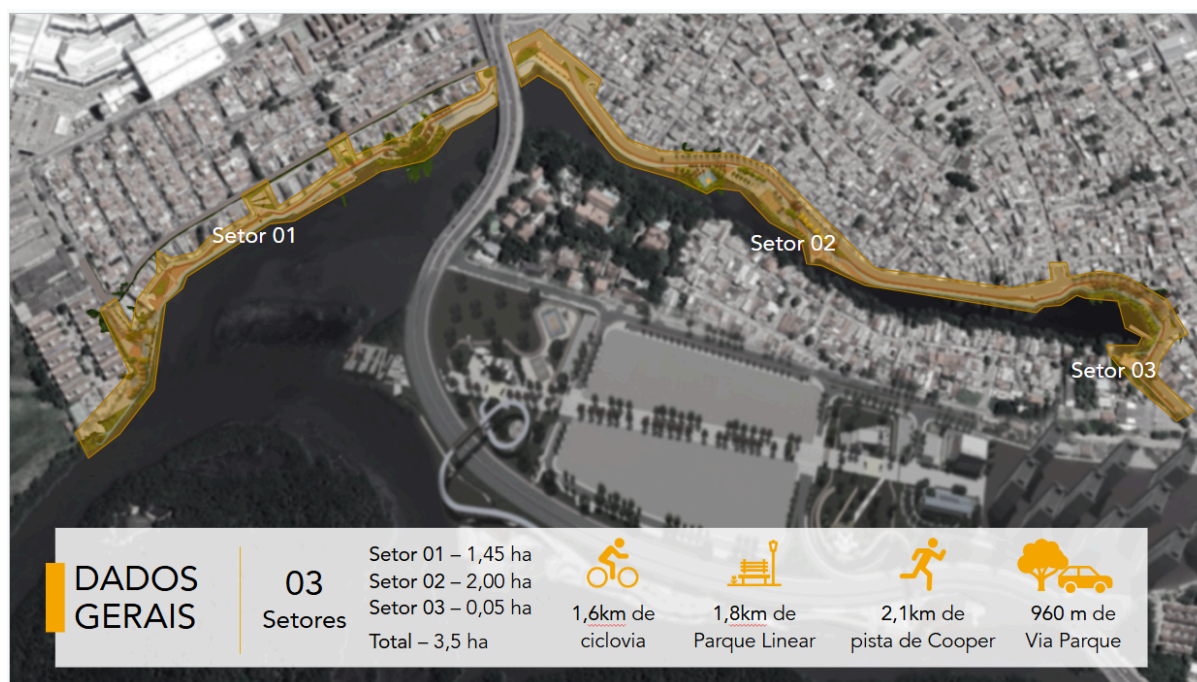 Setor 01
Setor 02
Setor 03
DADOS
GERAIS
03
Setores
Setor 01 – 1,45 ha
Setor 02 – 2,00 ha
Setor 03 – 0,05 ha
Total – 3,5 ha
1,6km de
ciclovia
1,8km de
Parque Linear
2,1km de
pista de Cooper
960 m de
Via Parque